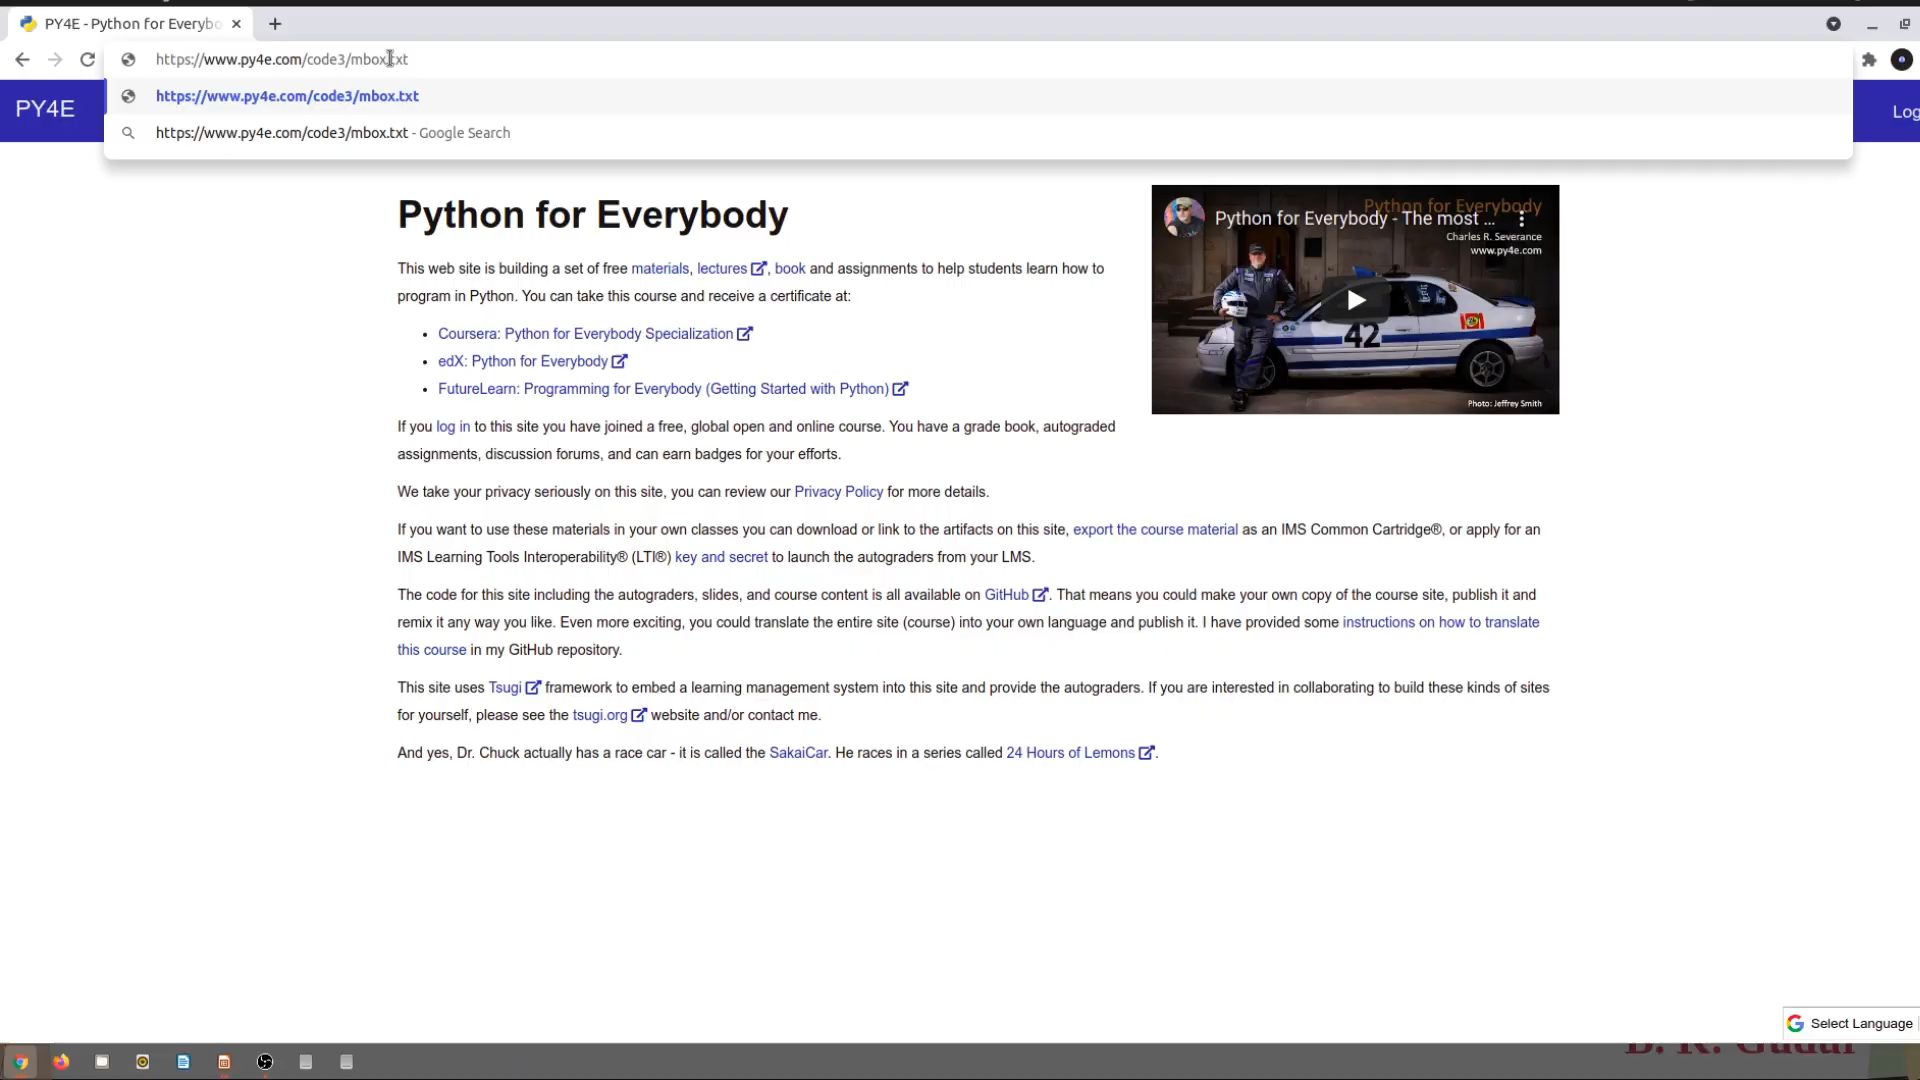 PY4E - Python for Everybo
https://www.py4e.com/code3/mbox.txt
https://www.py4e.com/code3/mbox.txt
https://www.py4e.com/code3/mbox.txt - Google Search
PY4E
Log
Python for Everybody
This web site is building a set of free materials, lectures, book and assignments to help students learn how to
program in Python. You can take this course and receive a certificate at:
Coursera: Python for Everybody Specialization
edX: Python for Everybody
FutureLearn: Programming for Everybody (Getting Started with Python)
If you log in to this site you have joined a free, global open and online course. You have a grade book, autograded
assignments, discussion forums, and can earn badges for your efforts.
Python for Everybody
Python for Everybody - The most ...
Charles R. Severance
www.py4e.com
42
Photo: Jeffrey Smith
We take your privacy seriously on this site, you can review our Privacy Policy for more details.
If you want to use these materials in your own classes you can download or link to the artifacts on this site, export the course material as an IMS Common Cartridge®, or apply for an
IMS Learning Tools Interoperability® (LTI®) key and secret to launch the autograders from your LMS.
The code for this site including the autograders, slides, and course content is all available on GitHub. That means you could make your own copy of the course site, publish it and
remix it any way you like. Even more exciting, you could translate the entire site (course) into your own language and publish it. I have provided some instructions on how to translate
this course in my GitHub repository.
This site uses Tsugi framework to embed a learning management system into this site and provide the autograders. If you are interested in collaborating to build these kinds of sites
for yourself, please see the tsugi.org website and/or contact me.
And yes, Dr. Chuck actually has a race car - it is called the SakaiCar. He races in a series called 24 Hours of Lemons.
Select Language